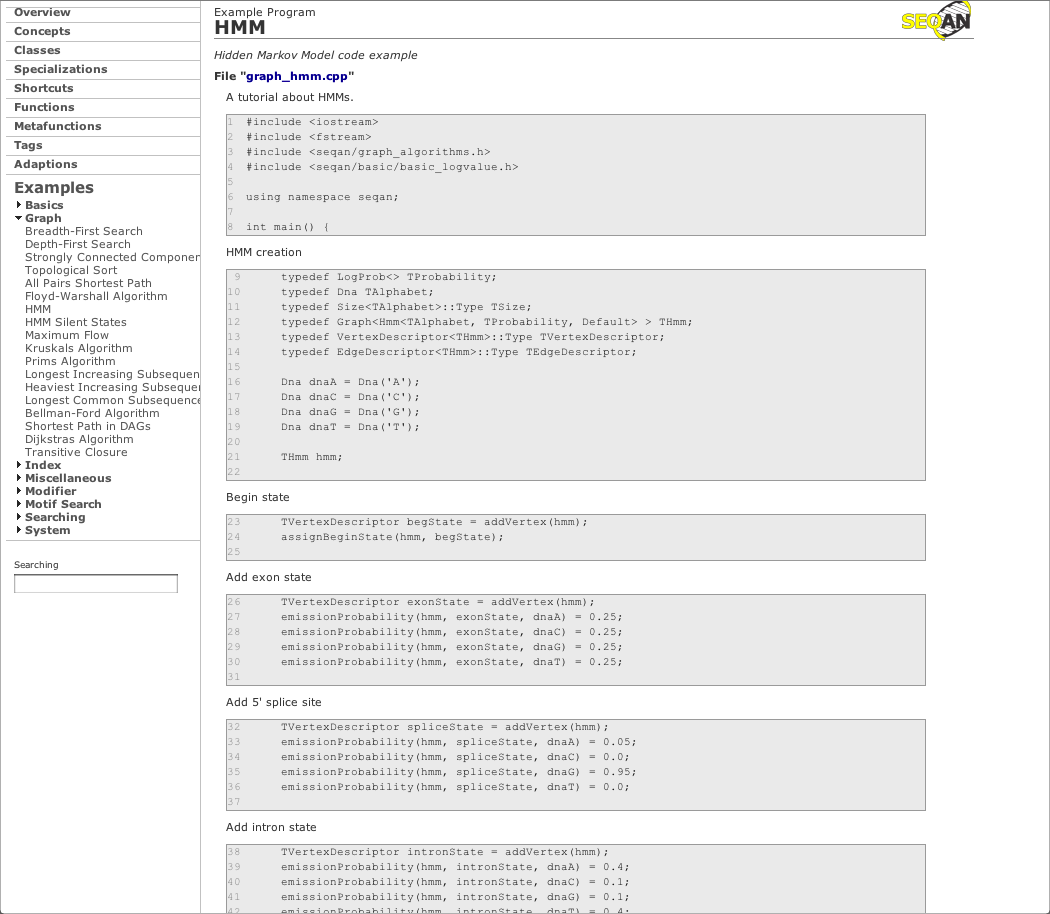 Overview
Concepts
Classes
Specializations
Shortcuts
Functions
Metafunctions
Tags
Adaptions
Examples
Basics
Graph
Breadth-First Search
Depth-First Search
Strongly Connected Componen
Topological Sort
All Pairs Shortest Path
Floyd-Warshall Algorithm
HMM
HMM Silent States
Maximum Flow
Kruskals Algorithm
Prims Algorithm
Longest Increasing Subsequen
Heaviest Increasing Subsequen
Longest Common Subsequence
Bellman-Ford Algorithm
Shortest Path in DAGs
Dijkstras Algorithm
Transitive Closure
Index
Miscellaneous
Modifier
Motif Search
Searching
System
Searching
Example Program
HMM
SEQAN
Hidden Markov Model code example
File "graph_hmm.cpp"
A tutorial about HMMs.
1 #include <iostream>
2 #include <fstream>
3 #include <seqan/graph_algorithms.h>
4 #include <seqan/basic/basic_logvalue.h>
5
6 using namespace seqan;
7
8 int main() {
HMM creation
9 typedef LogProb<> TProbability;
10 typedef Dna TAlphabet;
11 typedef Size<TAlphabet>::Type TSize;
12 typedef Graph<Hmm<TAlphabet, TProbability, Default> > THmm;
13 typedef VertexDescriptor<THmm>::Type TVertexDescriptor;
14 typedef EdgeDescriptor<THmm>::Type TEdgeDescriptor;
15
16 Dna dnaA = Dna('A');
17 Dna dnaC = Dna('C');
18 Dna dnaG = Dna('G');
19 Dna dnaT = Dna('T');
20
21 THmm hmm;
22
Begin state
23 TVertexDescriptor begState = addVertex(hmm);
24 assignBeginState(hmm, begState);
25
Add exon state
26 TVertexDescriptor exonState = addVertex(hmm);
27 emissionProbability(hmm, exonState, dnaA) = 0.25;
28 emissionProbability(hmm, exonState, dnaC) = 0.25;
29 emissionProbability(hmm, exonState, dnaG) = 0.25;
30 emissionProbability(hmm, exonState, dnaT) = 0.25;
31
Add 5' splice site
32 TVertexDescriptor spliceState = addVertex(hmm);
33 emissionProbability(hmm, spliceState, dnaA) = 0.05;
34 emissionProbability(hmm, spliceState, dnaC) = 0.0;
35 emissionProbability(hmm, spliceState, dnaG) = 0.95;
36 emissionProbability(hmm, spliceState, dnaT) = 0.0;
37
Add intron state
38 TVertexDescriptor intronState = addVertex(hmm);
39 emissionProbability(hmm, intronState, dnaA) = 0.4;
40 emissionProbability(hmm, intronState, dnaC) = 0.1;
41 emissionProbability(hmm, intronState, dnaG) = 0.1;
42 emissionProbability(hmm, intronState, dnaT) = 0.4;